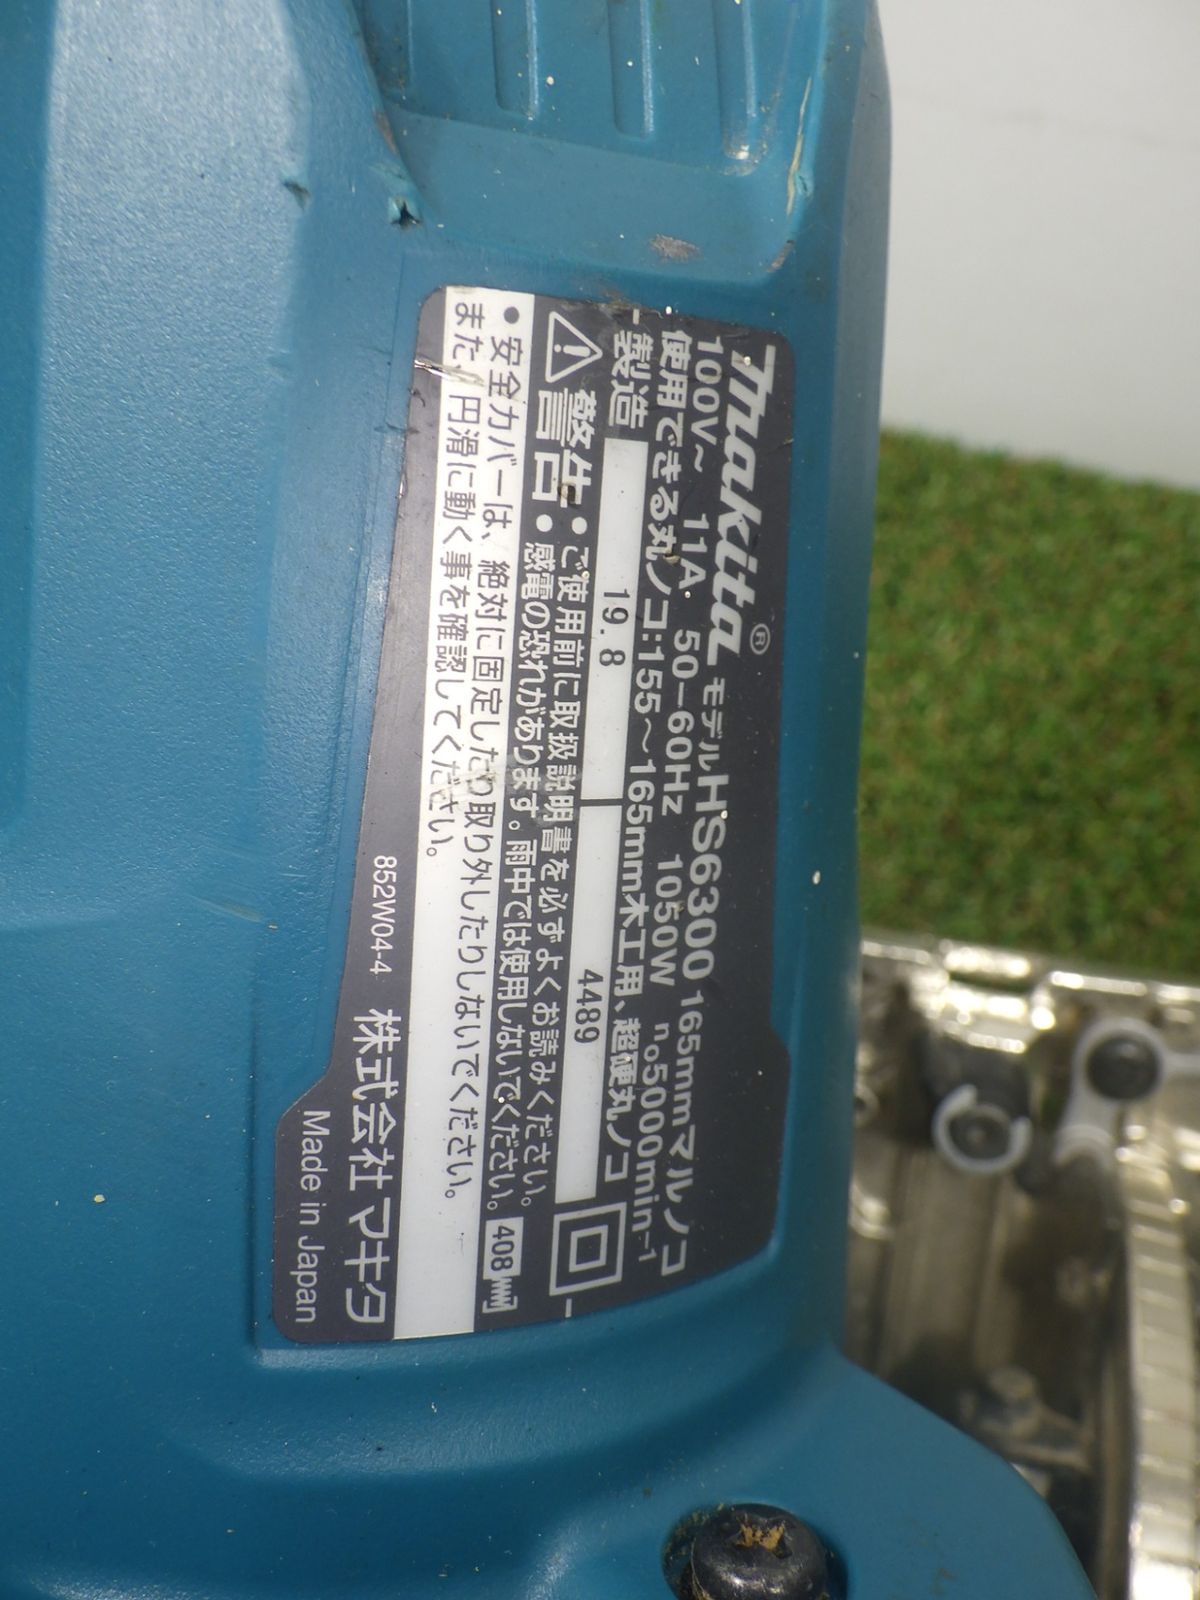 Makita® モデルHS6300 165mmマルノコ
100V～ 11A 50-60Hz 1050W n₀5000min-1
使用できる丸ノコ:155～165mm木工用、超硬丸ノコ
製造 19.8 4489
警告 • ご使用前に取扱説明書を必ずよくお読みください。
• 感電の恐れがあります。雨中では使用しないでください。 408
• 安全カバーは、絶対に固定したり取り外したりしないでください。
また、円滑に動く事を確認してください。
852W04-4 株式会社 マキタ
Made in Japan